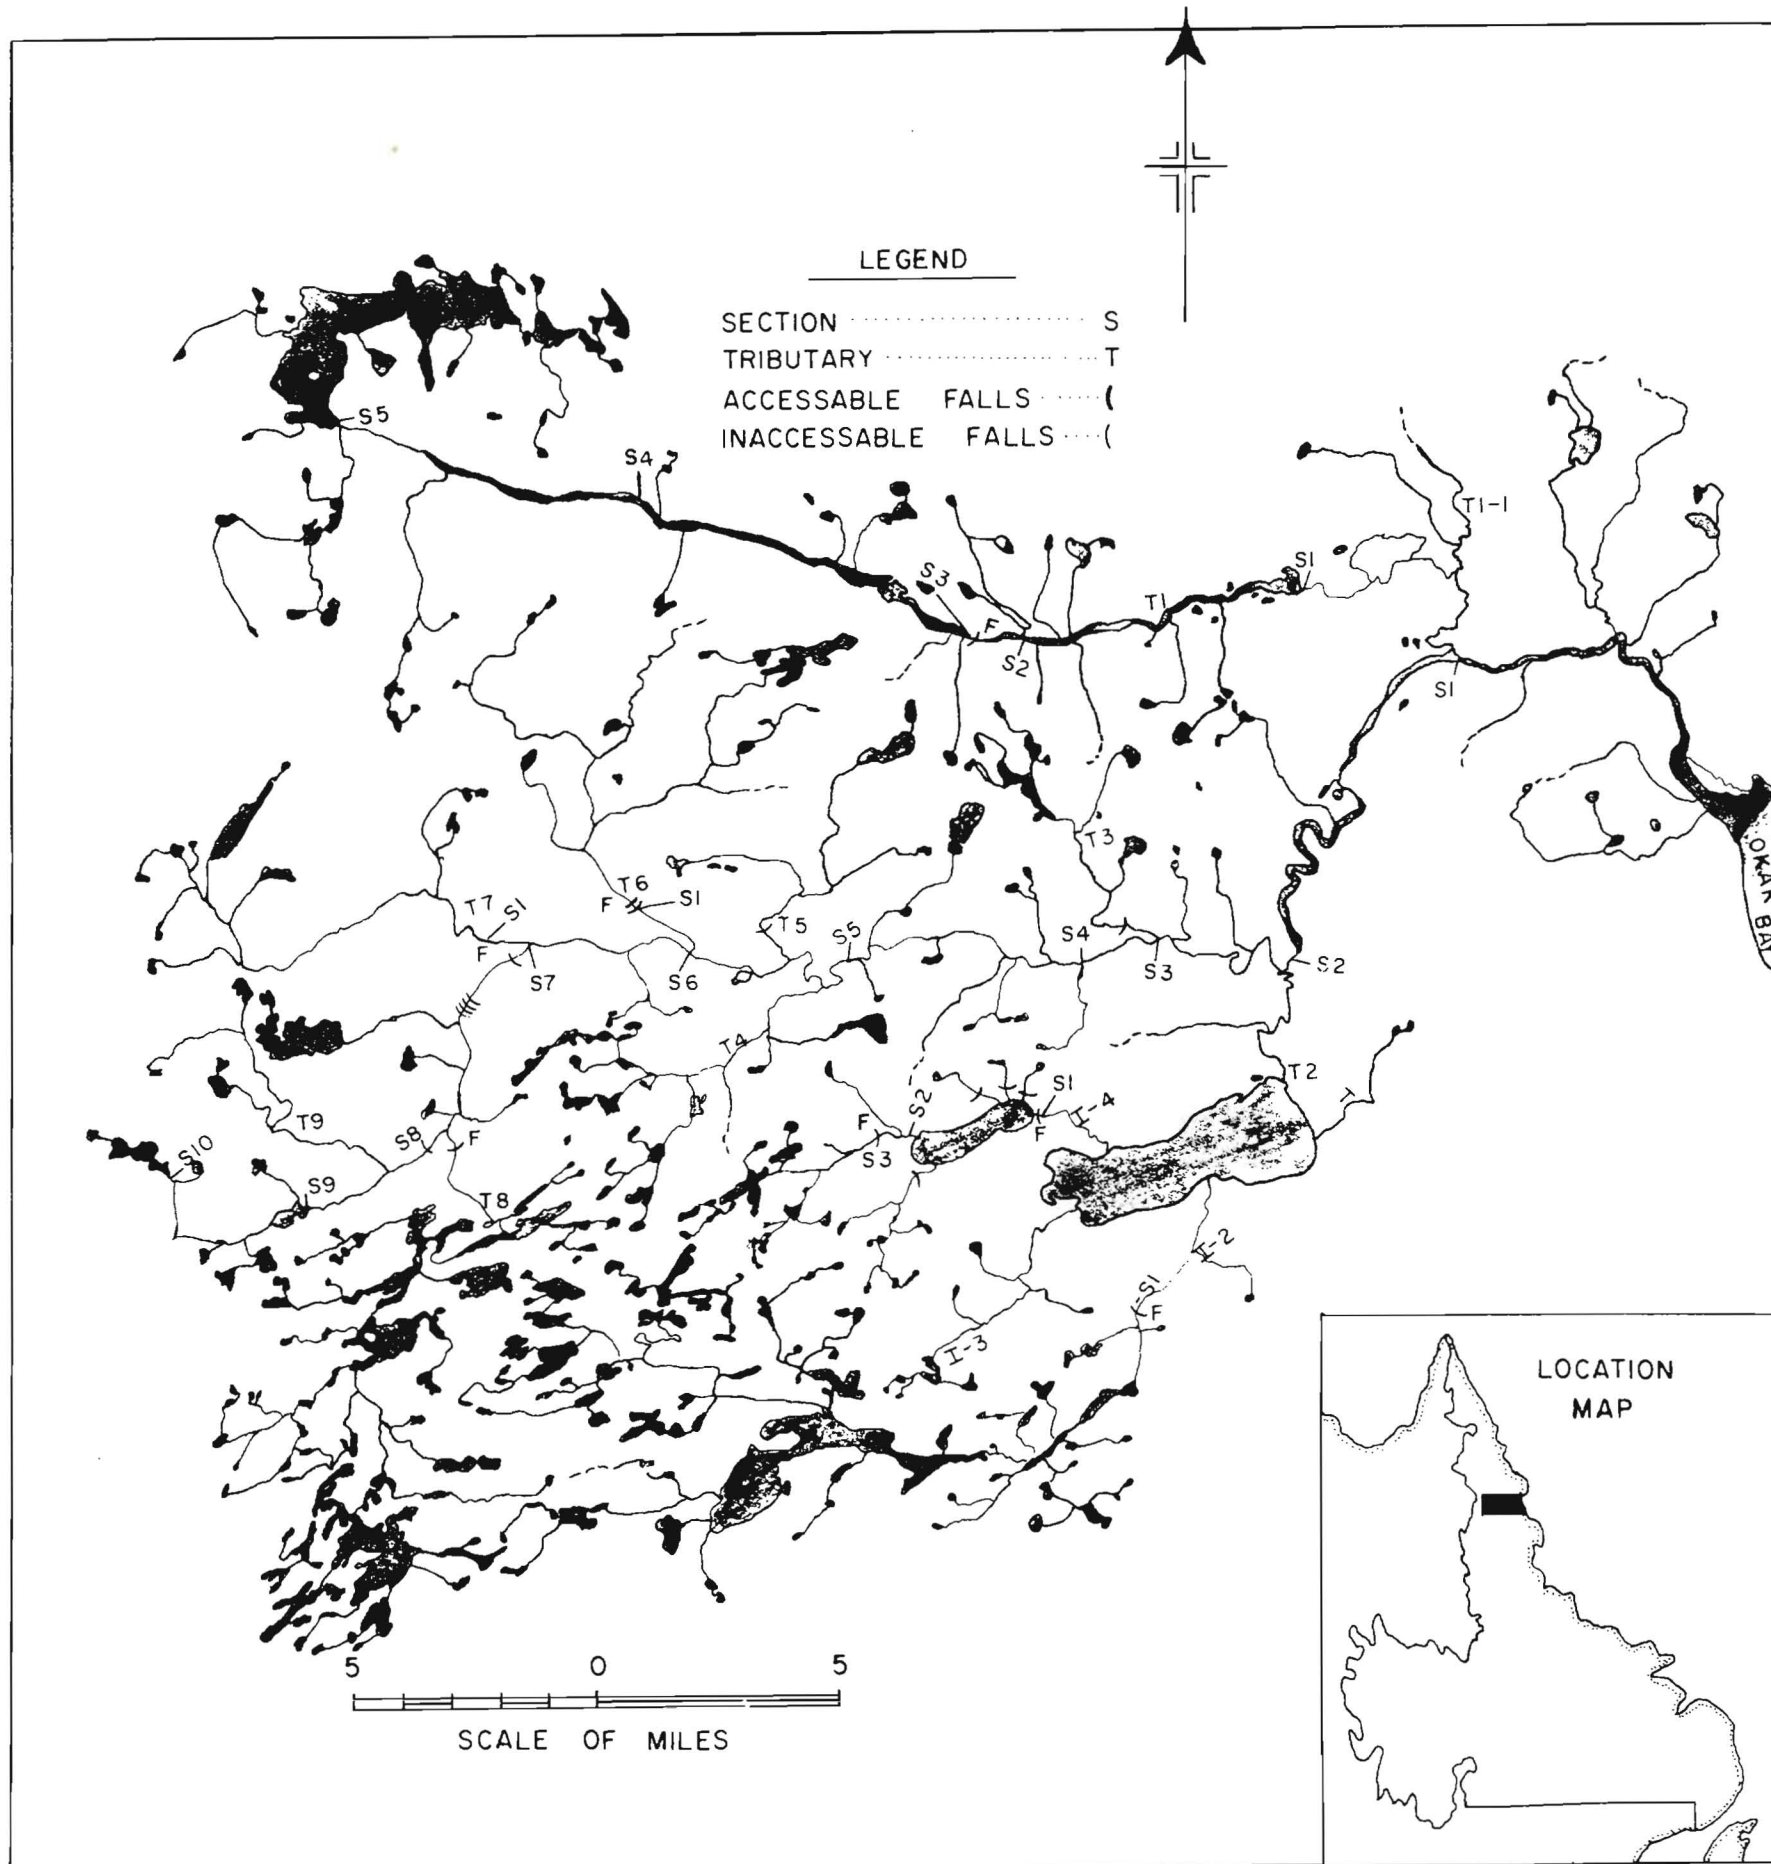 LEGEND
SECTION S
TRIBUTARY T
ACCESSABLE FALLS (
INACCESSABLE FALLS (
S5
S4
S3
F
S2
T1
S1
T1-1
S1
OKAK BAY
T3
T6
F
S1
T7
S1
F
S7
S6
T5
S5
S4
S3
S2
T4
T2
T9
S8
F
S10
S9
T8
F
S3
S2
S1
F
I-4
I-2
S1
F
I-3
LOCATION
MAP
5 0 5
SCALE OF MILES